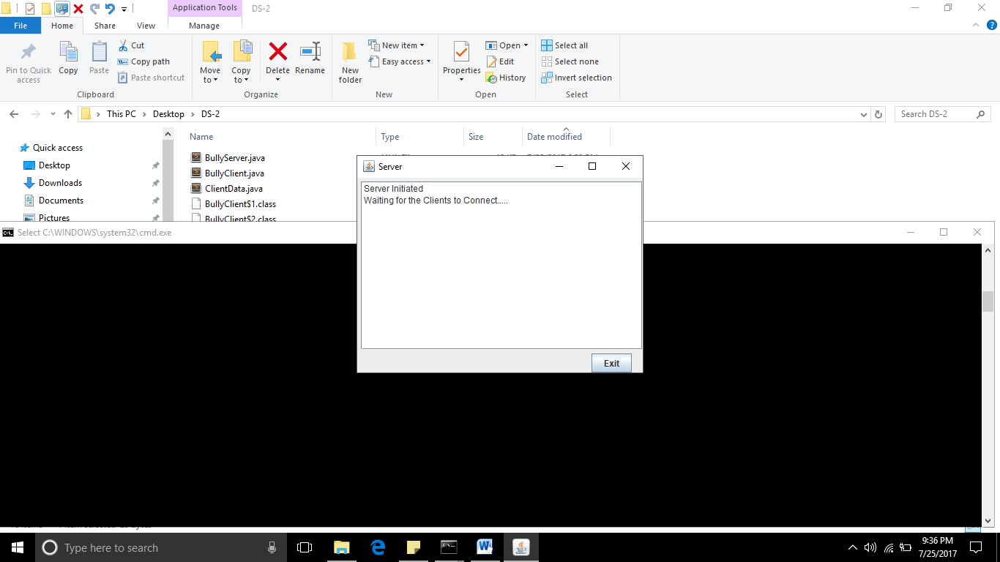 Application Tools
DS-2
File
Home
Share
View
Manage
Pin to Quick access
Copy
Paste
Cut
Copy path
Paste shortcut
Clipboard
Move to
Copy to
Delete
Rename
Organize
New folder
New item
Easy access
New
Properties
Open
Edit
History
Open
Select all
Select none
Invert selection
Select
This PC
Desktop
DS-2
Search DS-2
Quick access
Desktop
Downloads
Documents
Pictures
Name
Type
Size
Date modified
BullyServer.java
BullyClient.java
ClientData.java
BullyClient$1.class
BullyClient$2.class
Server
Server Initiated
Waiting for the Clients to Connect.....
Exit
Select C:\WINDOWS\system32\cmd.exe
Type here to search
9:36 PM
7/25/2017